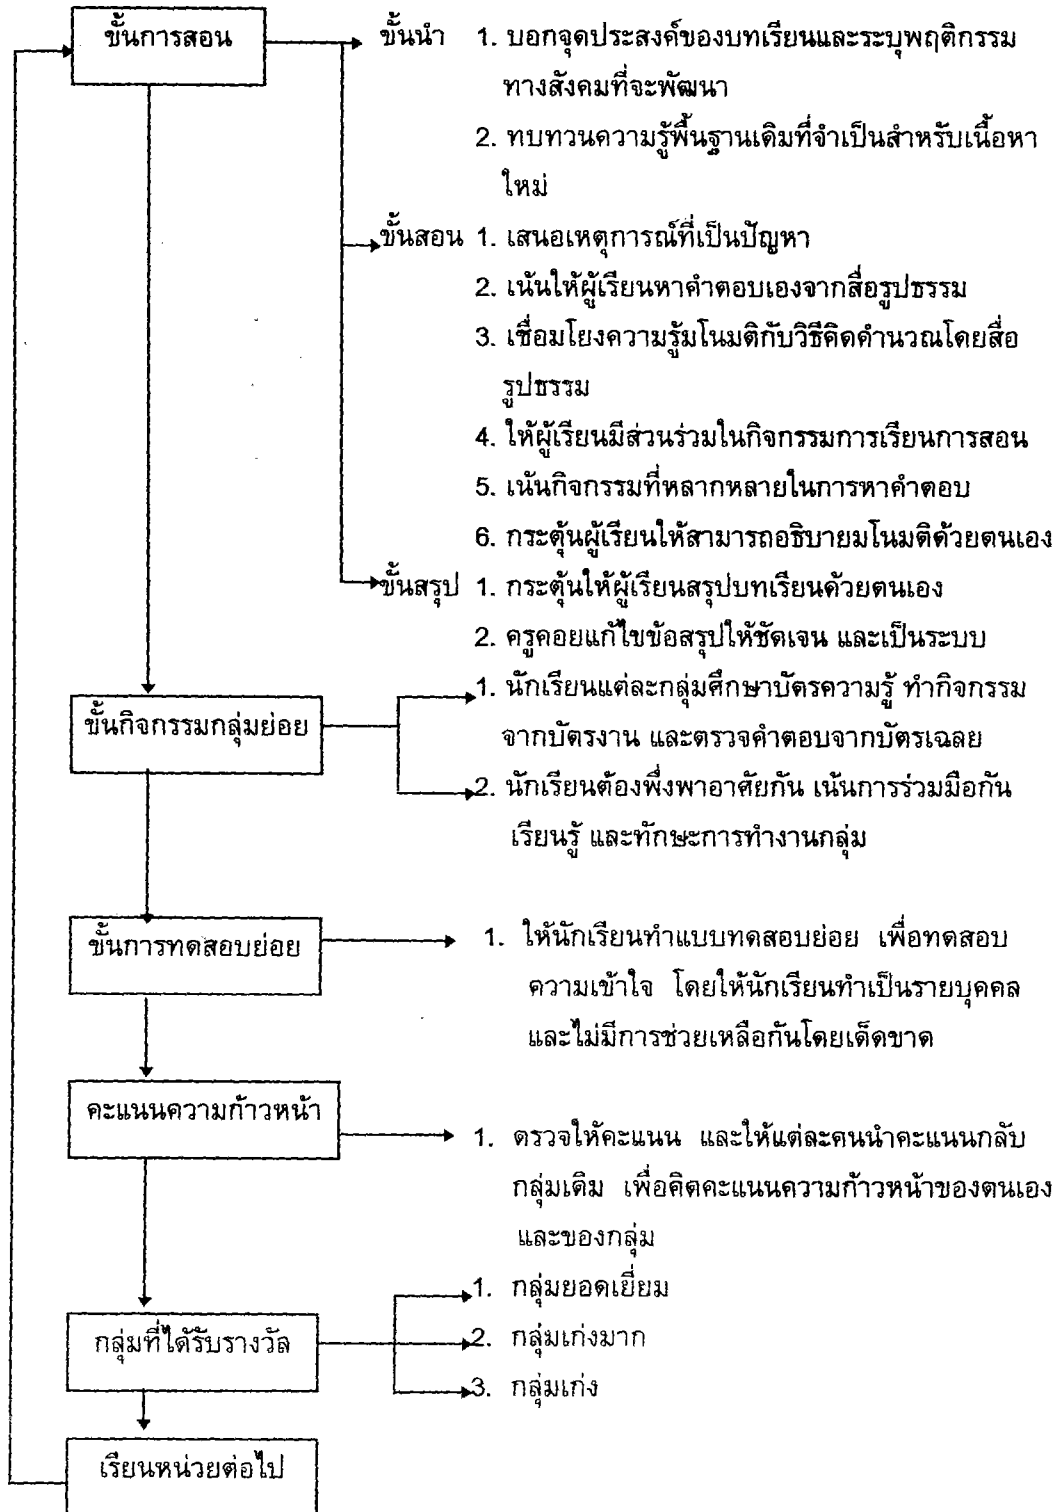 ขั้นการสอน
ขั้นนำ 1. บอกจุดประสงค์ของบทเรียนและระบุพฤติกรรม
ทางสังคมที่จะพัฒนา
2. ทบทวนความรู้พื้นฐานเดิมที่จำเป็นสำหรับเนื้อหา
ใหม่
ขั้นสอน 1. เสนอเหตุการณ์ที่เป็นปัญหา
2. เน้นให้ผู้เรียนหาคำตอบเองจากสื่อรูปธรรม
3. เชื่อมโยงความรู้มโนมติกับวิธีคิดคำนวณโดยสื่อ
รูปธรรม
4. ให้ผู้เรียนมีส่วนร่วมในกิจกรรมการเรียนการสอน
5. เน้นกิจกรรมที่หลากหลายในการหาคำตอบ
6. กระตุ้นผู้เรียนให้สามารถอธิบายมโนมติด้วยตนเอง
ขั้นสรุป 1. กระตุ้นให้ผู้เรียนสรุปบทเรียนด้วยตนเอง
2. ครูคอยแก้ไขข้อสรุปให้ชัดเจน และเป็นระบบ
ขั้นกิจกรรมกลุ่มย่อย
1. นักเรียนแต่ละกลุ่มศึกษาบัตรความรู้ ทำกิจกรรม
จากบัตรงาน และตรวจคำตอบจากบัตรเฉลย
2. นักเรียนต้องพึ่งพาอาศัยกัน เน้นการร่วมมือกัน
เรียนรู้ และทักษะการทำงานกลุ่ม
ขั้นการทดสอบย่อย
1. ให้นักเรียนทำแบบทดสอบย่อย เพื่อทดสอบ
ความเข้าใจ โดยให้นักเรียนทำเป็นรายบุคคล
และไม่มีการช่วยเหลือกันโดยเด็ดขาด
คะแนนความก้าวหน้า
1. ตรวจให้คะแนน และให้แต่ละคนนำคะแนนกลับ
กลุ่มเดิม เพื่อคิดคะแนนความก้าวหน้าของตนเอง
และของกลุ่ม
กลุ่มที่ได้รับรางวัล
1. กลุ่มยอดเยี่ยม
2. กลุ่มเก่งมาก
3. กลุ่มเก่ง
เรียนหน่วยต่อไป